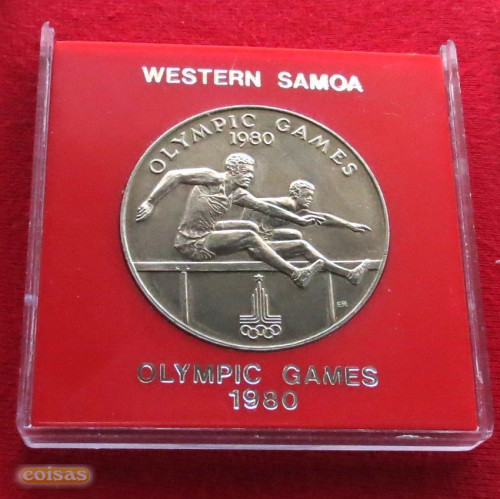 WESTERN SAMOA
OLYMPIC GAMES
1980
ER
OLYMPIC GAMES
1980
coisas